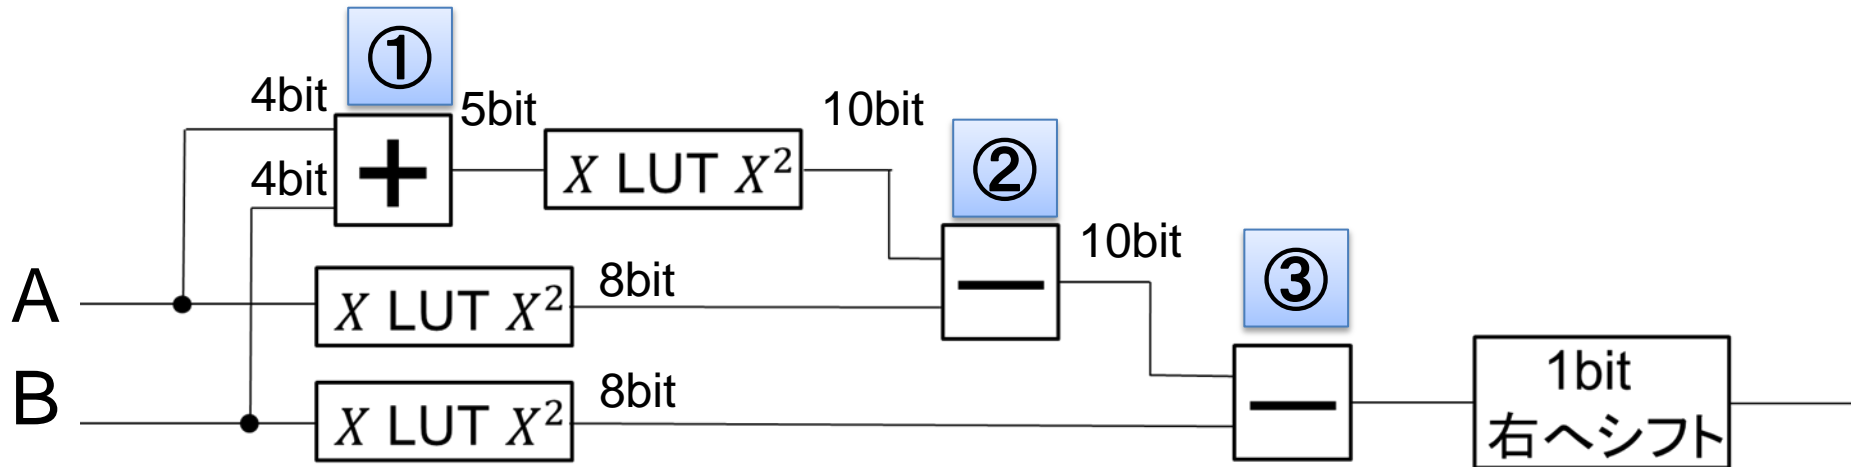 ①
4bit
5bit
10bit
4bit
+
X LUT X²
②
10bit
—
A
X LUT X²
8bit
③
—
B
X LUT X²
8bit
1bit
右へシフト